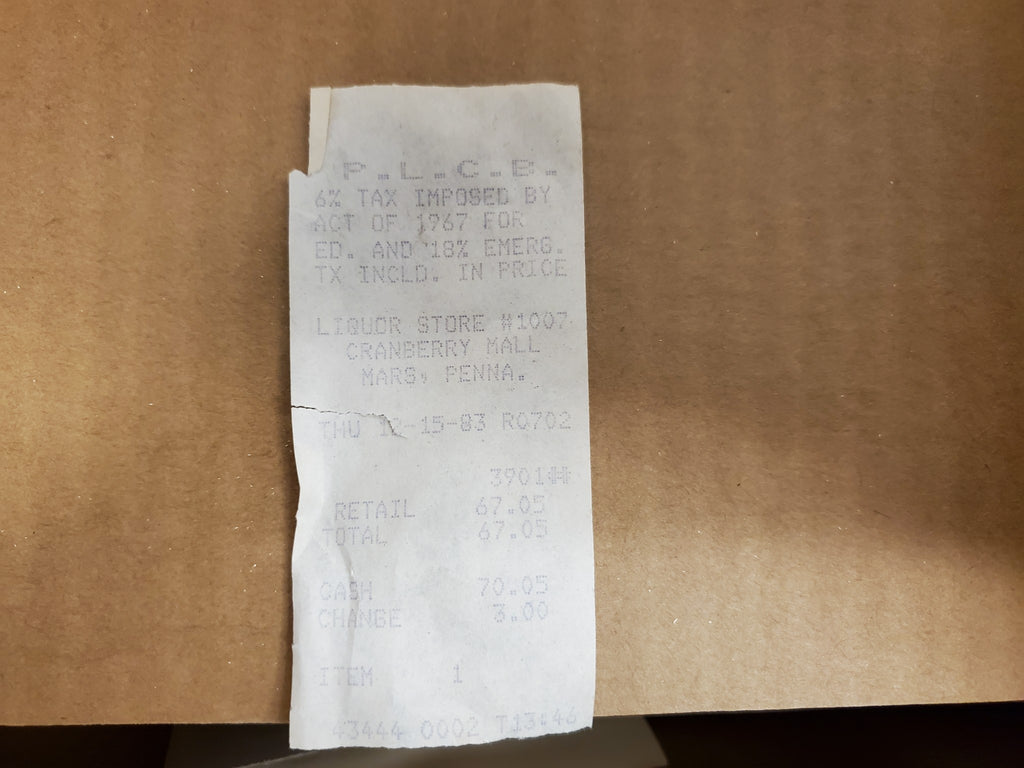 P.L.C.B.
6% TAX IMPOSED BY
ACT OF 1967 FOR
ED. AND 18% EMERG.
TX INCLD. IN PRICE
LIQUOR STORE #1007
CRANBERRY MALL
MARS, PENNA.
THU 12-15-83 R0702
3901##
RETAIL 67.05
TOTAL 67.05
CASH 70.05
CHANGE 3.00
ITEM 1
43444 0002 T13:46